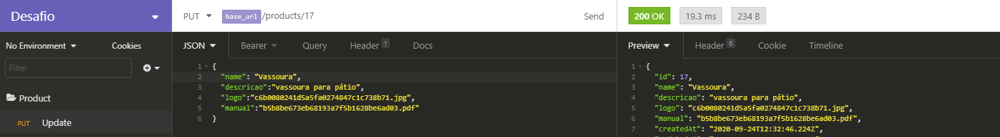 Desafio
PUT base_url/products/17 Send
200 OK 19.3 ms 234 B
No Environment Cookies
JSON Bearer Query Header 1 Docs
Preview Header 6 Cookie Timeline
Filter
Product
PUT Update
1 {
2 "name": "Vassoura",
3 "descricao":"vassoura para pátio",
4 "logo":"c6b0080241d5a5fa0274847c1c738b71.jpg",
5 "manual":"b5b8be673eb68193a7f5b1628be6ad03.pdf"
6 }
1 {
2 "id": 17,
3 "name": "Vassoura",
4 "descricao": "vassoura para pátio",
5 "logo": "c6b0080241d5a5fa0274847c1c738b71.jpg",
6 "manual": "b5b8be673eb68193a7f5b1628be6ad03.pdf",
7 "createdAt": "2020-09-24T12:32:46.224Z",